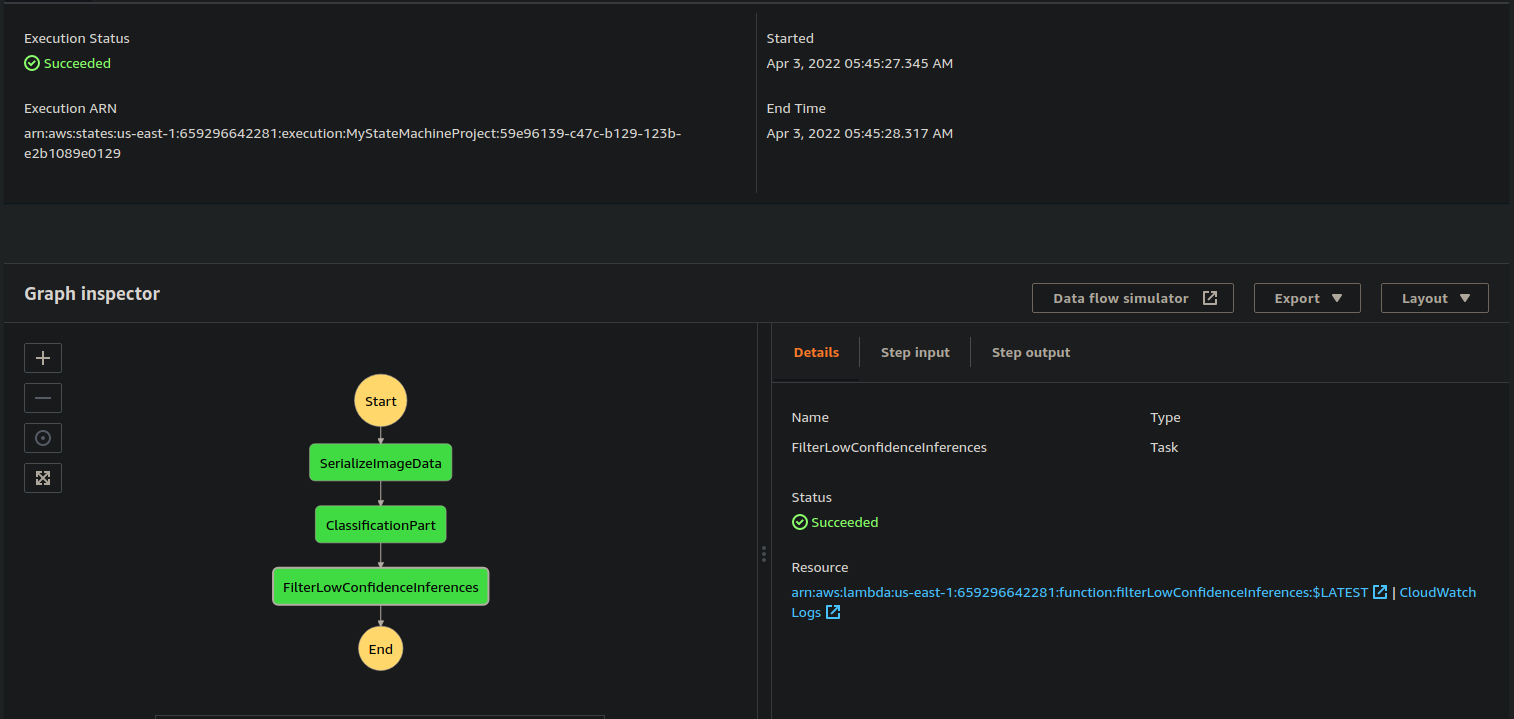 Execution Status
Succeeded
Execution ARN
arn:aws:states:us-east-1:659296642281:execution:MyStateMachineProject:59e96139-c47c-b129-123b-
e2b1089e0129
Started
Apr 3, 2022 05:45:27.345 AM
End Time
Apr 3, 2022 05:45:28.317 AM
Graph inspector
Data flow simulator
Export
Layout
Start
SerializeImageData
ClassificationPart
FilterLowConfidenceInferences
End
Details
Step input
Step output
Name
FilterLowConfidenceInferences
Type
Task
Status
Succeeded
Resource
arn:aws:lambda:us-east-1:659296642281:function:filterLowConfidenceInferences:$LATEST | CloudWatch
Logs